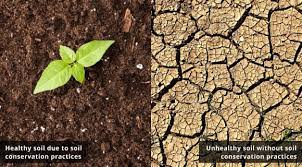 Healthy soil due to soil
conservation practices
Unhealthy soil without soil
conservation practices